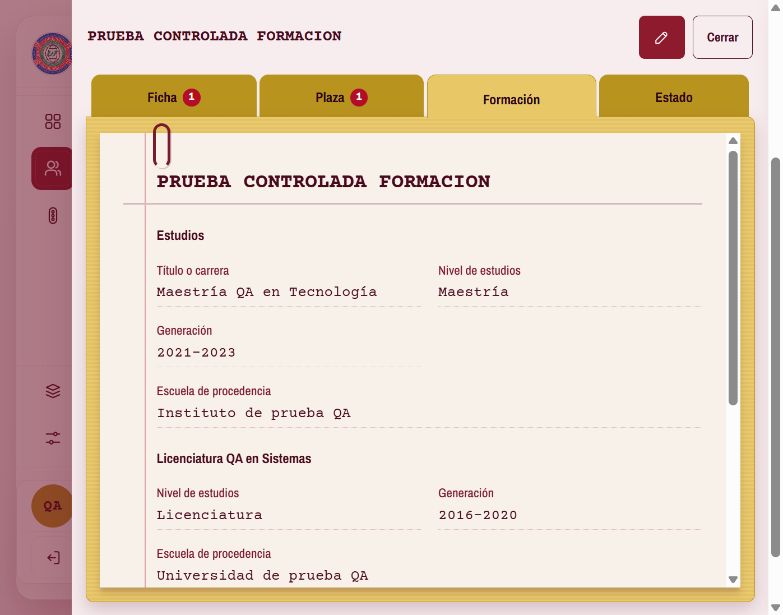 PRUEBA CONTROLADA FORMACION
Cerrar
Ficha 1
Plaza 1
Formación
Estado
PRUEBA CONTROLADA FORMACION
Estudios
Título o carrera
Nivel de estudios
Maestría QA en Tecnología
Maestría
Generación
2021-2023
Escuela de procedencia
Instituto de prueba QA
Licenciatura QA en Sistemas
Nivel de estudios
Generación
Licenciatura
2016-2020
Escuela de procedencia
Universidad de prueba QA
QA